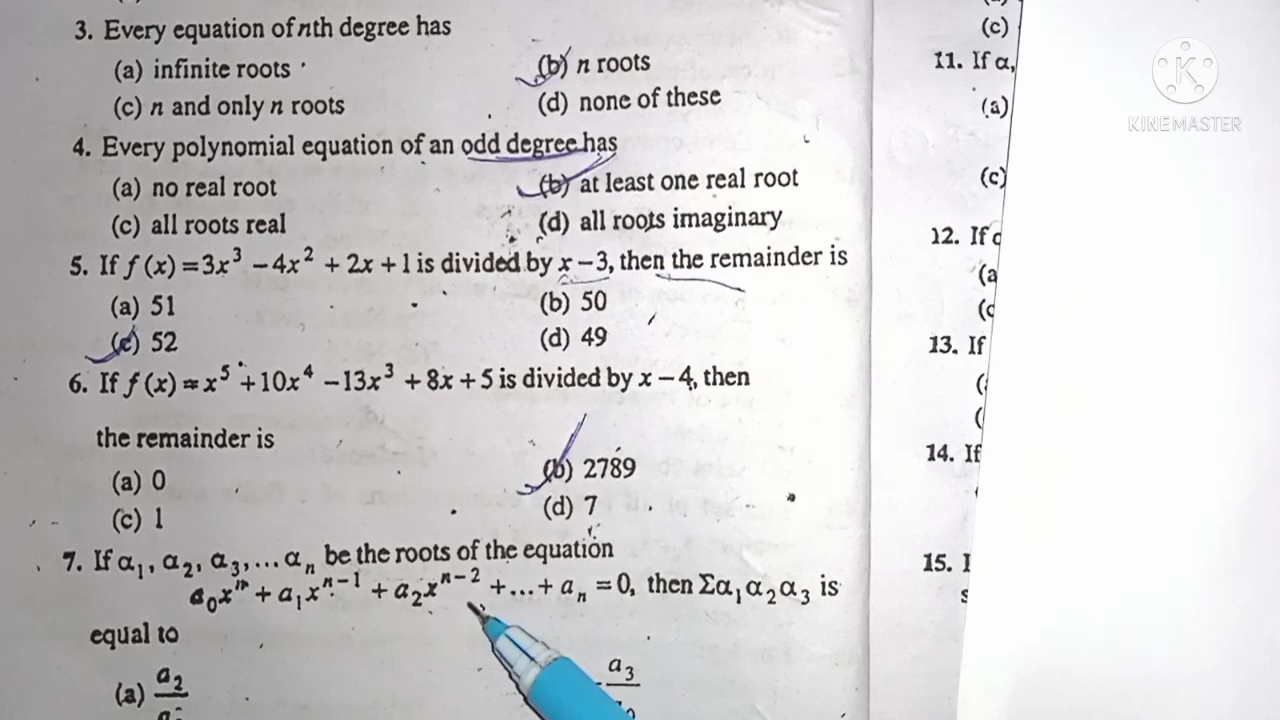 3. Every equation of nth degree has
(a) infinite roots
(b) n roots
(c) n and only n roots
(d) none of these
4. Every polynomial equation of an odd degree has
(a) no real root
(b) at least one real root
(c) all roots real
(d) all roots imaginary
5. If f(x) = 3x³ − 4x² + 2x + 1 is divided by x − 3, then the remainder is
(a) 51
(b) 50
(c) 52
(d) 49
6. If f(x) = x⁵ + 10x⁴ − 13x³ + 8x + 5 is divided by x − 4, then
the remainder is
(a) 0
(b) 2789
(c) 1
(d) 7
7. If α₁, α₂, α₃, ... αₙ be the roots of the equation
a₀xⁿ + a₁xⁿ⁻¹ + a₂xⁿ⁻² + ... + aₙ = 0, then Σα₁α₂α₃ is
equal to
(a) a₂
a₃
(c)
11. If α,
(a)
(c)
12. If
(a
13. If
14. If
15.
KINEMASTER